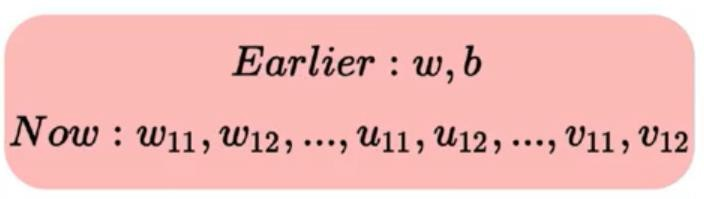 Earlier : w, b
Now : w₁₁, w₁₂, ..., u₁₁, u₁₂, ..., v₁₁, v₁₂